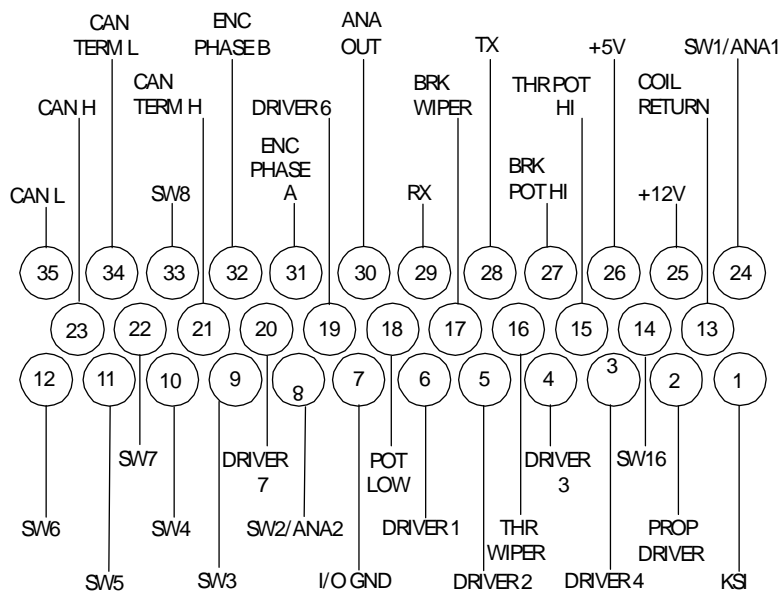 CAN
TERM L
ENC
PHASE B
ANA
OUT
TX
+5V
SW1/ANA1
CAN H
CAN
TERM H
DRIVER 6
BRK
WIPER
THR POT
HI
COIL
RETURN
CAN L
SW8
ENC
PHASE
A
RX
BRK
POT HI
+12V
35 34 33 32 31 30 29 28 27 26 25 24
23 22 21 20 19 18 17 16 15 14 13
12 11 10 9 8 7 6 5 4 3 2 1
SW7
DRIVER
7
POT
LOW
DRIVER
3
SW16
SW6
SW4
SW2/ANA2
DRIVER 1
THR
WIPER
PROP
DRIVER
SW5
SW3
I/O GND
DRIVER 2
DRIVER 4
KSI